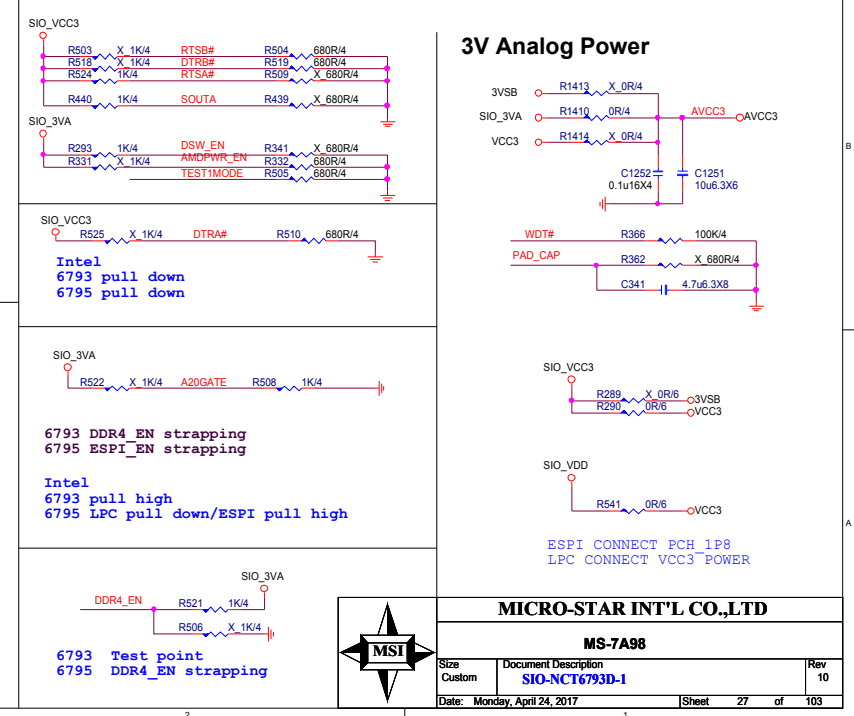 SIO_VCC3
R503 X_1K/4 RTSB# R504 680R/4
R518 X_1K/4 DTRB# R519 680R/4
R524 1K/4 RTSA# R509 X_680R/4
R440 1K/4 SOUTA R439 X_680R/4
SIO_3VA
R293 1K/4 DSW_EN R341 X_680R/4
R331 X_1K/4 AMDPWR_EN R332 680R/4
TEST1MODE R505 680R/4
SIO_VCC3
R525 X_1K/4 DTRA# R510 680R/4
Intel
6793 pull down
6795 pull down
SIO_3VA
R522 X_1K/4 A20GATE R508 1K/4
6793 DDR4_EN strapping
6795 ESPI_EN strapping
Intel
6793 pull high
6795 LPC pull down/ESPI pull high
SIO_3VA
DDR4_EN R521 1K/4
R506 X_1K/4
6793 Test point
6795 DDR4_EN strapping
3V Analog Power
3VSB R1413 X_0R/4
SIO_3VA R1410 0R/4 AVCC3 AVCC3
VCC3 R1414 X_0R/4
C1252 C1251
0.1u16X4 10u6.3X6
WDT# R366 100K/4
PAD_CAP R362 X_680R/4
C341 4.7u6.3X8
SIO_VCC3
R289 X_0R/6 3VSB
R290 0R/6 VCC3
SIO_VDD
R541 0R/6 VCC3
ESPI CONNECT PCH_1P8
LPC CONNECT VCC3 POWER
B
A
MSI
MICRO-STAR INT'L CO.,LTD
MS-7A98
Size Document Description Rev
Custom SIO-NCT6793D-1 10
Date: Monday, April 24, 2017 Sheet 27 of 103
2 1